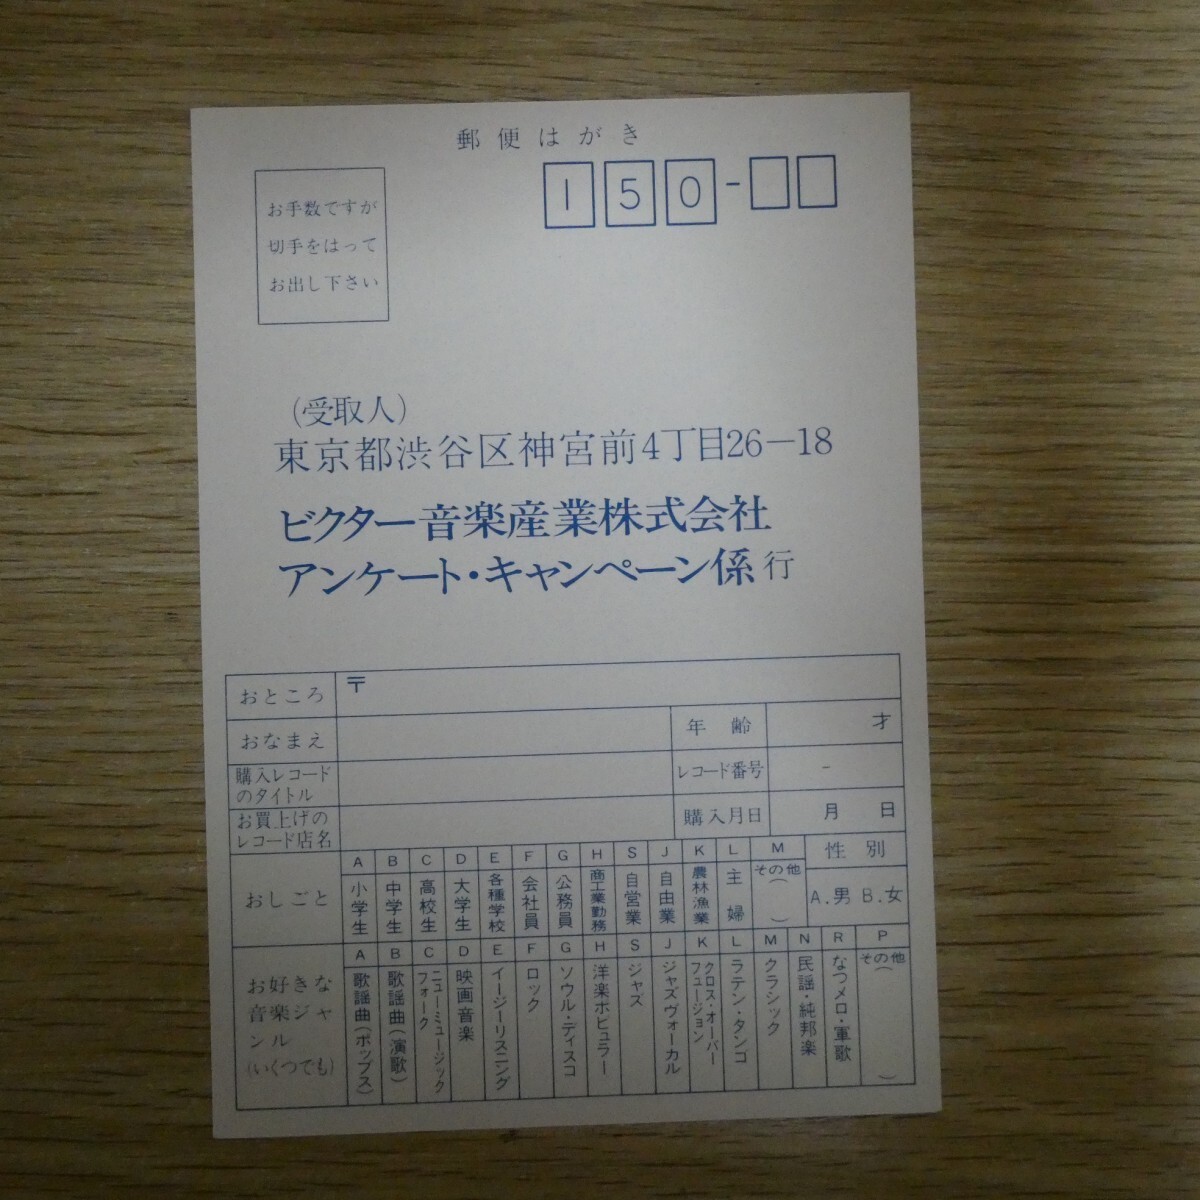 郵便はがき
150-
お手数ですが
切手をはって
お出し下さい
(受取人)
東京都渋谷区神宮前4丁目26-18
ビクター音楽産業株式会社
アンケート・キャンペーン係行
おところ 〒
おなまえ 年齢 才
購入レコード
のタイトル レコード番号 -
お買上げの
レコード店名 購入月日 月 日
おしごと
A 小学生
B 中学生
C 高校生
D 大学生
E 各種学校
F 会社員
G 公務員
H 商工業勤務
S 自営業
J 自由業
K 農林漁業
L 主婦
M その他( )
性別
A.男 B.女
お好きな
音楽ジャ
ンル
(いくつでも)
A 歌謡曲(ポップス)
B 歌謡曲(演歌)
C ニューミュージック
フォーク
D 映画音楽
E イージーリスニング
F ロック
G ソウル・ディスコ
H 洋楽ポピュラー
S ジャズ
J ジャズヴォーカル
K クロス・オーバー
フュージョン
L ラテン・タンゴ
M クラシック
N 民謡・純邦楽
R なつメロ・軍歌
P その他( )